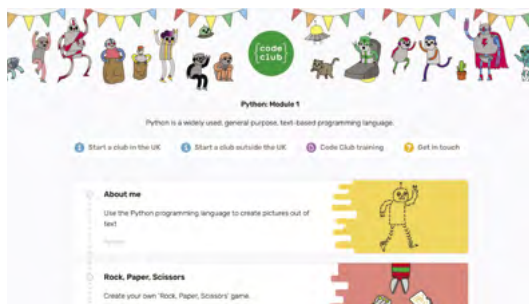 {code
club}
Python: Module 1
Python is a widely used, general purpose, text-based programming language.
Start a club in the UK
Start a club outside the UK
Code Club training
Get in touch
About me
Use the Python programming language to create pictures out of
text
Python
Rock, Paper, Scissors
Create your own 'Rock, Paper, Scissors' game.